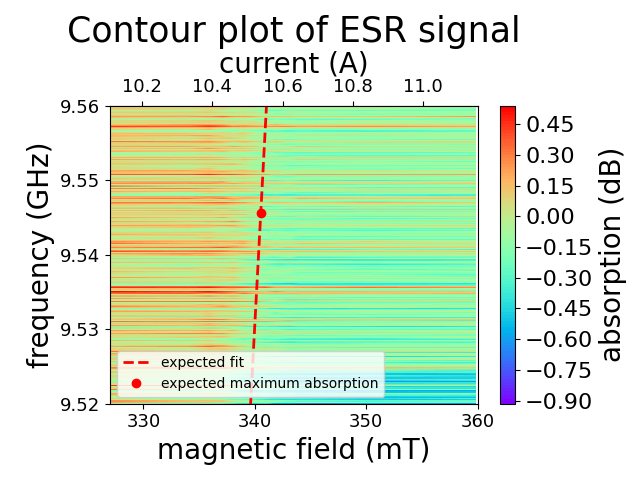 Contour plot of ESR signal
current (A)
10.2 10.4 10.6 10.8 11.0
9.56
9.55
9.54
9.53
9.52
frequency (GHz)
expected fit
expected maximum absorption
330 340 350 360
magnetic field (mT)
0.45
0.30
0.15
0.00
−0.15
−0.30
−0.45
−0.60
−0.75
−0.90
absorption (dB)